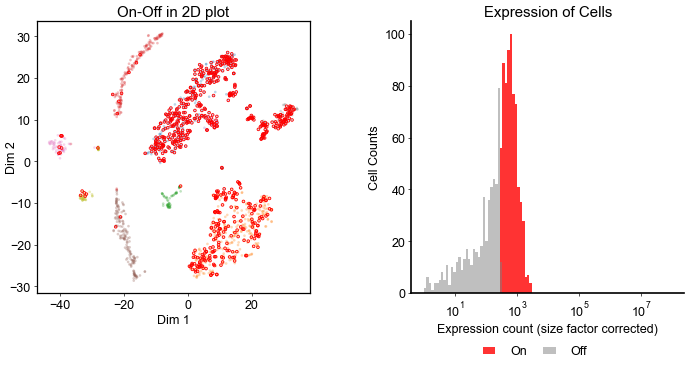 On-Off in 2D plot
Dim 2
30
20
10
0
−10
−20
−30
−40
−20
0
20
Dim 1
Expression of Cells
Cell Counts
100
80
60
40
20
0
10^1
10^3
10^5
10^7
Expression count (size factor corrected)
On
Off